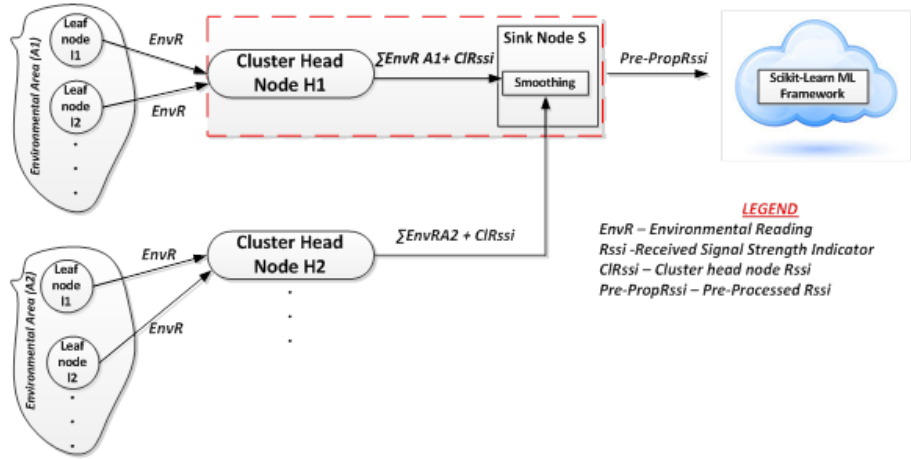 Environmental Area (A1)
Leaf
node
l1
Leaf
node
l2
EnvR
EnvR
Cluster Head
Node H1
∑EnvR A1+ ClRssi
Sink Node S
Smoothing
Pre-PropRssi
Scikit-Learn ML
Framework
Environmental Area (A2)
Leaf
node
l1
Leaf
node
l2
EnvR
EnvR
Cluster Head
Node H2
∑EnvRA2 + ClRssi
LEGEND
EnvR – Environmental Reading
Rssi -Received Signal Strength Indicator
ClRssi – Cluster head node Rssi
Pre-PropRssi – Pre-Processed Rssi